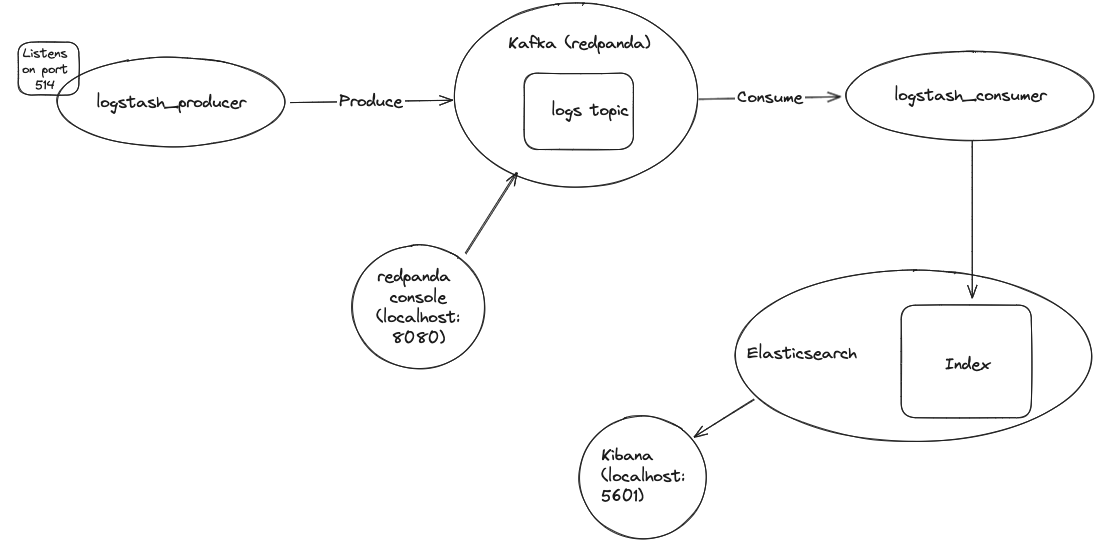 Listens
on port
514
logstash_producer
Produce
Kafka (redpanda)
logs topic
Consume
logstash_consumer
redpanda
console
(localhost:
8080)
Elasticsearch
Index
Kibana
(localhost:
5601)